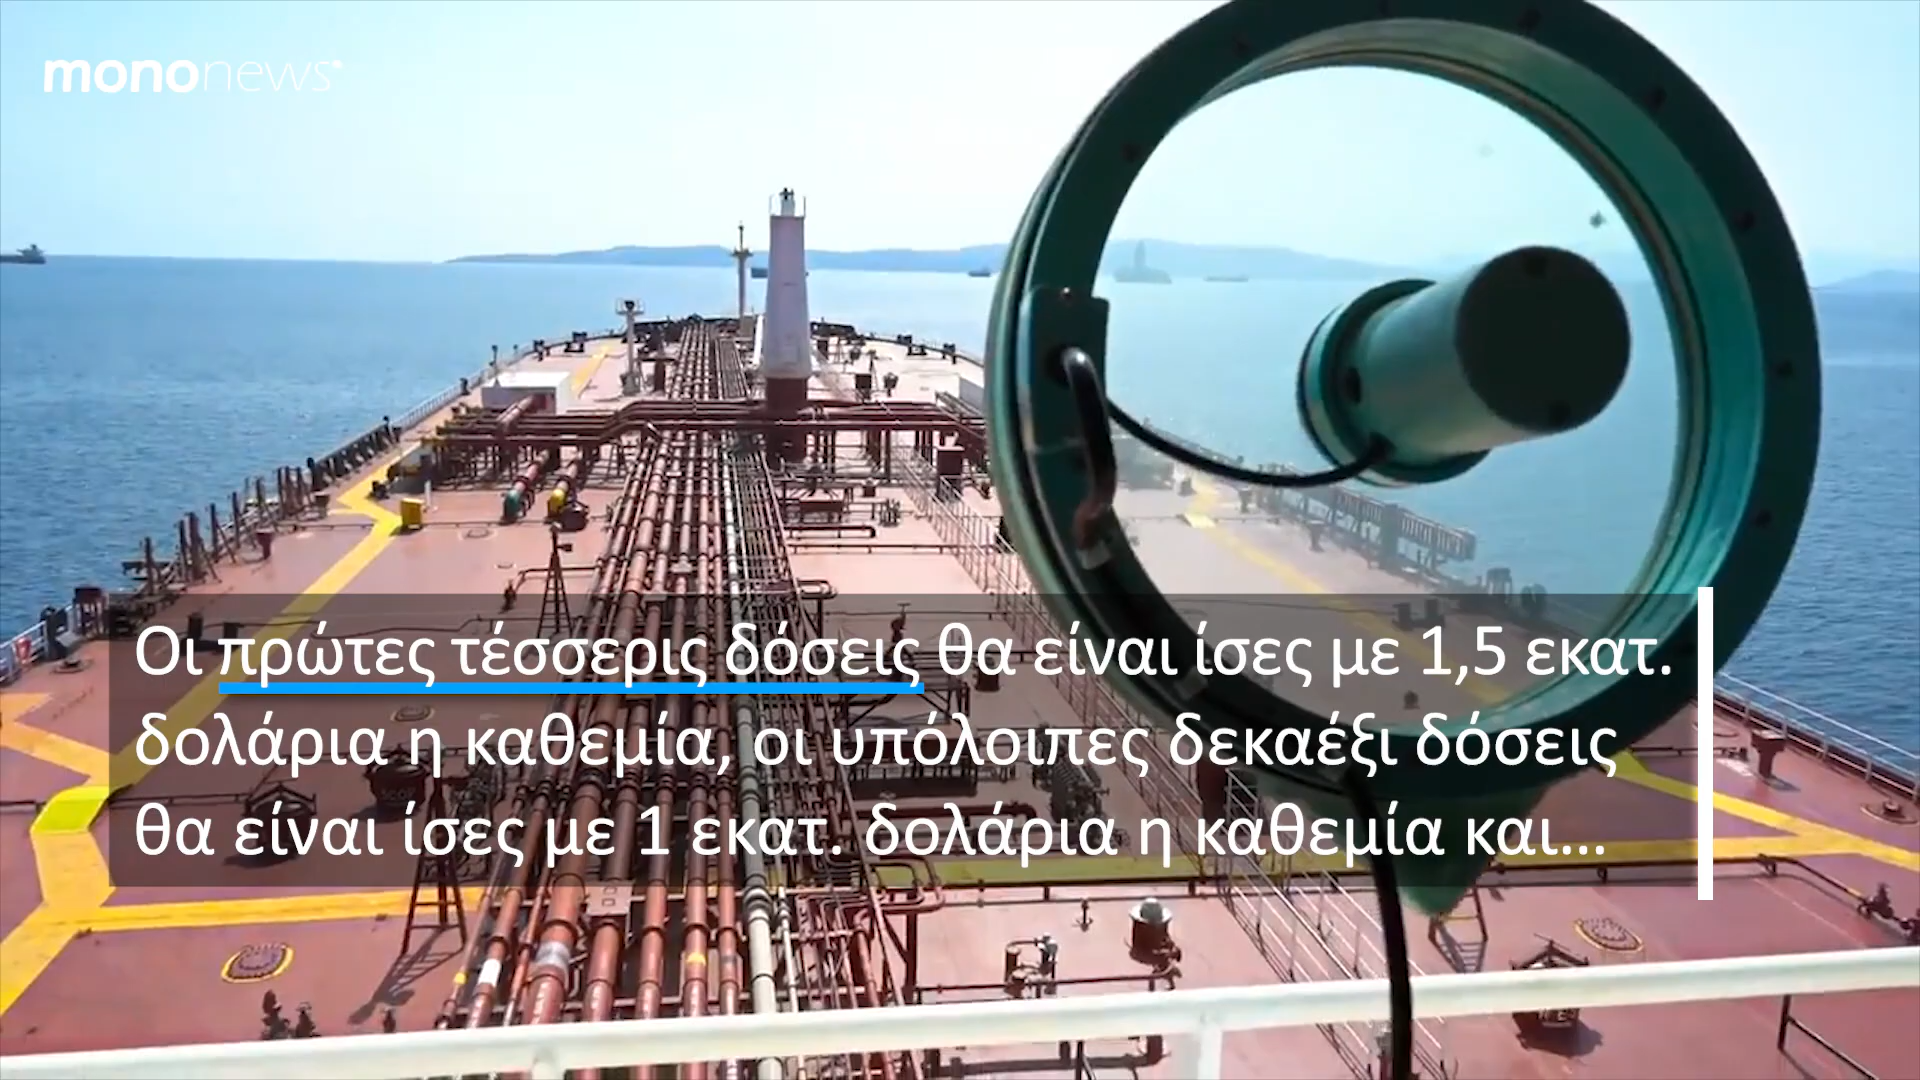 mononews
Οι πρώτες τέσσερις δόσεις θα είναι ίσες με 1,5 εκατ.
δολάρια η καθεμία, οι υπόλοιπες δεκαέξι δόσεις
θα είναι ίσες με 1 εκατ. δολάρια η καθεμία και...